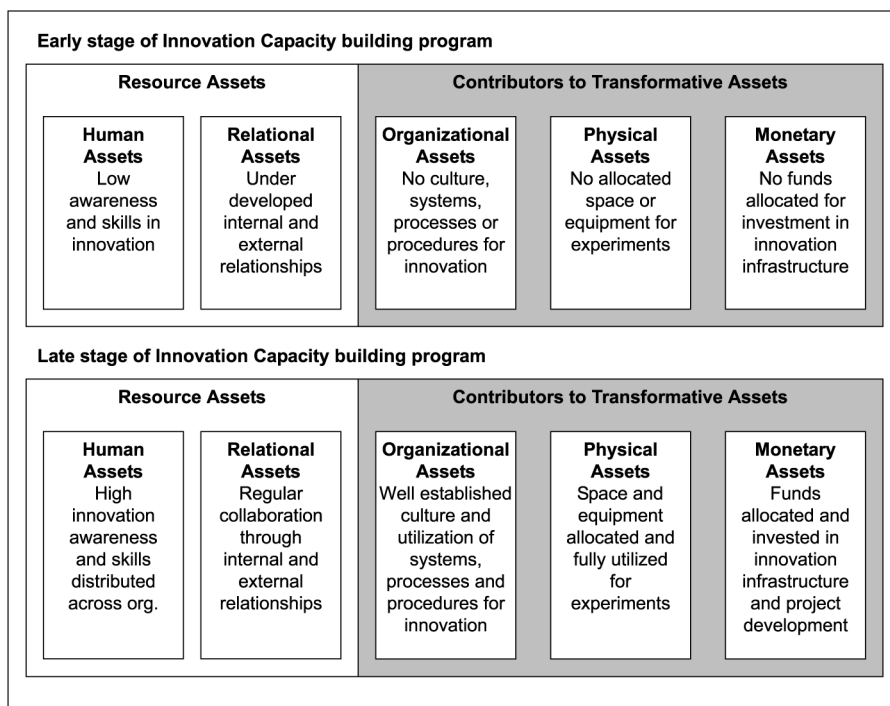 Early stage of Innovation Capacity building program
Resource Assets
Contributors to Transformative Assets
Human
Assets
Low
awareness
and skills in
innovation
Relational
Assets
Under
developed
internal and
external
relationships
Organizational
Assets
No culture,
systems,
processes or
procedures for
innovation
Physical
Assets
No allocated
space or
equipment for
experiments
Monetary
Assets
No funds
allocated for
investment in
innovation
infrastructure
Late stage of Innovation Capacity building program
Resource Assets
Contributors to Transformative Assets
Human
Assets
High
innovation
awareness
and skills
distributed
across org.
Relational
Assets
Regular
collaboration
through
internal and
external
relationships
Organizational
Assets
Well established
culture and
utilization of
systems,
processes and
procedures for
innovation
Physical
Assets
Space and
equipment
allocated and
fully utilized
for
experiments
Monetary
Assets
Funds
allocated and
invested in
innovation
infrastructure
and project
development